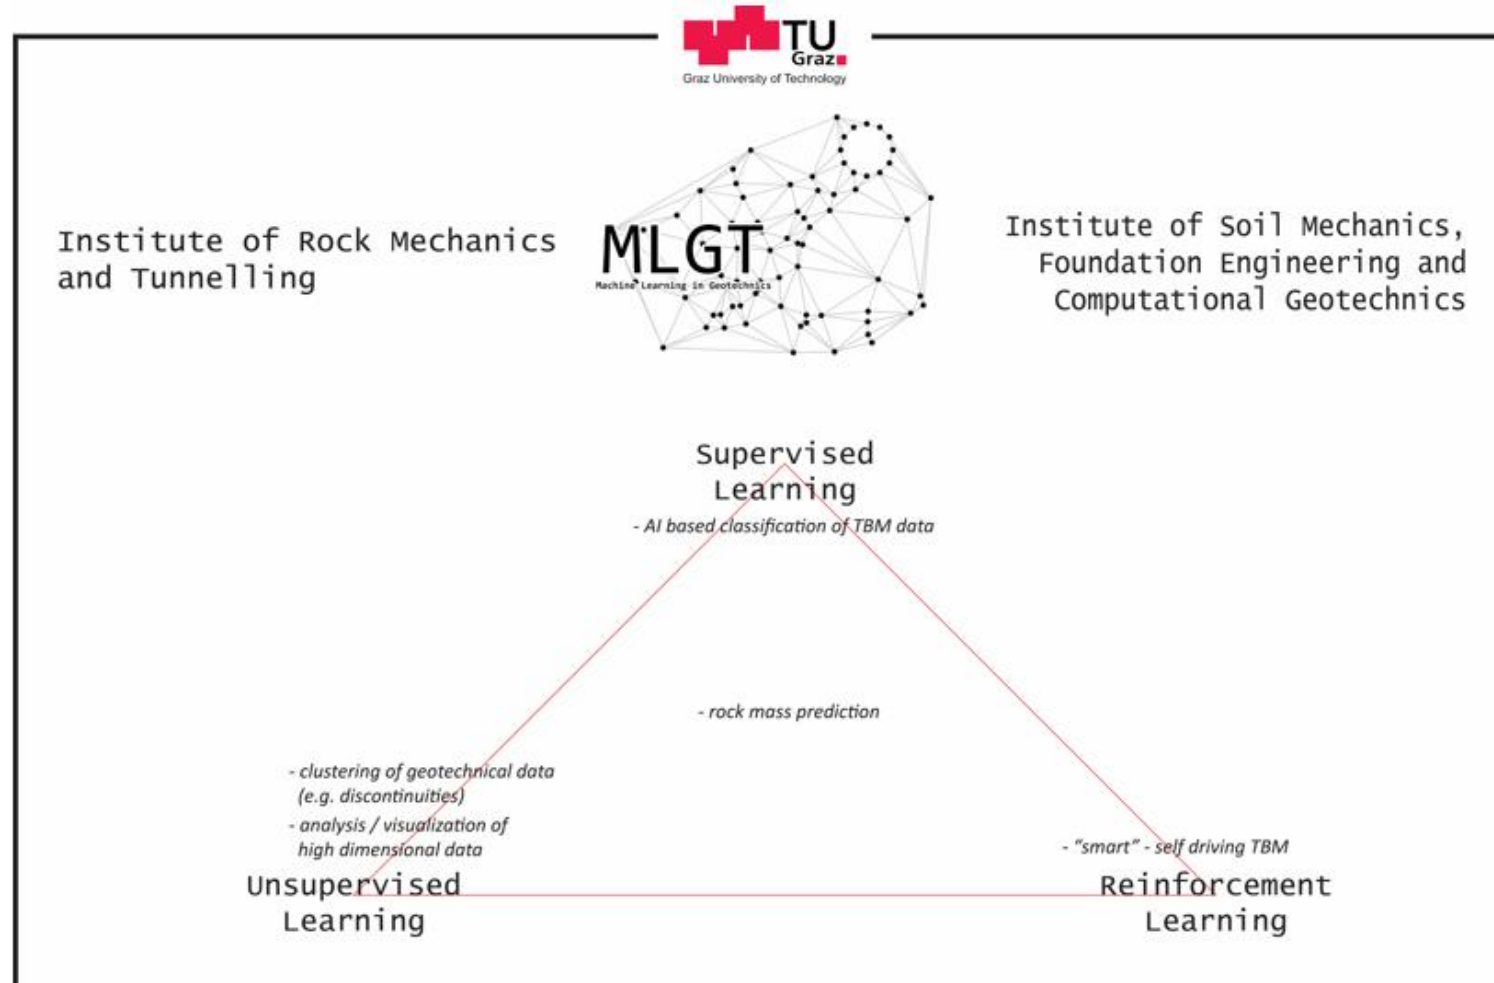 TU
Graz
Graz University of Technology
Institute of Rock Mechanics
and Tunnelling
MLGT
Machine Learning in Geotechnics
Institute of Soil Mechanics,
Foundation Engineering and
Computational Geotechnics
Supervised
Learning
- AI based classification of TBM data
- rock mass prediction
- clustering of geotechnical data
(e.g. discontinuities)
- analysis / visualization of
high dimensional data
Unsupervised
Learning
- “smart” - self driving TBM
Reinforcement
Learning